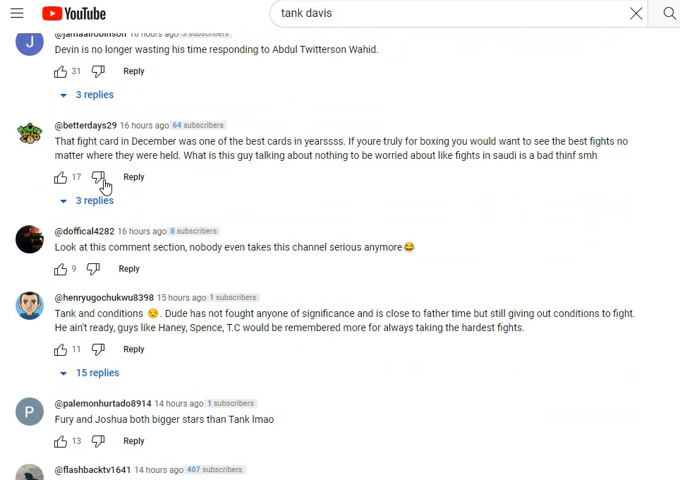 YouTube
tank davis
@jamaalrobinson 16 hours ago 3 subscribers
Devin is no longer wasting his time responding to Abdul Twitterson Wahid.
31 Reply
3 replies
@betterdays29 16 hours ago 64 subscribers
That fight card in December was one of the best cards in yearssss. If youre truly for boxing you would want to see the best fights no
matter where they were held. What is this guy talking about nothing to be worried about like fights in saudi is a bad thinf smh
17 Reply
3 replies
@doffical4282 16 hours ago 8 subscribers
Look at this comment section, nobody even takes this channel serious anymore😂
9 Reply
@henryugochukwu8398 15 hours ago 1 subscribers
Tank and conditions 😒. Dude has not fought anyone of significance and is close to father time but still giving out conditions to fight.
He ain't ready, guys like Haney, Spence, T.C would be remembered more for always taking the hardest fights.
11 Reply
15 replies
P
@palemonhurtado8914 14 hours ago 1 subscribers
Fury and Joshua both bigger stars than Tank lmao
13 Reply
@flashbacktv1641 14 hours ago 407 subscribers